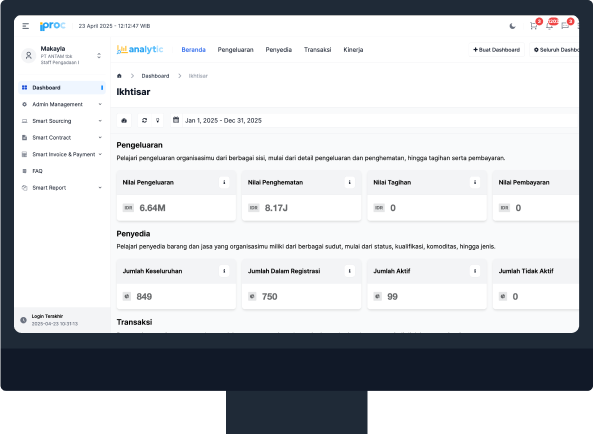 iproc 23 April 2025 - 12:12:47 WIB
Makayla
PT ANTAM tbk
Staff Pengadaan 1
Dashboard
Admin Management
Smart Sourcing
Smart Contract
Smart Invoice & Payment
FAQ
Smart Report
Login Terakhir
2025-04-23 10:31:13
analytic Beranda Pengeluaran Penyedia Transaksi Kinerja + Buat Dashboard Seluruh Dashbo
Dashboard > Ikhtisar
Ikhtisar
Jan 1, 2025 - Dec 31, 2025
Pengeluaran
Pelajari pengeluaran organisasimu dari berbagai sisi, mulai dari detail pengeluaran dan penghematan, hingga tagihan serta pembayaran.
Nilai Pengeluaran Nilai Penghematan Nilai Tagihan Nilai Pembayaran
IDR 6.64M IDR 8.17J IDR 0 IDR 0
Penyedia
Pelajari penyedia barang dan jasa yang organisasimu miliki dari berbagai sudut, mulai dari status, kualifikasi, komoditas, hingga jenis.
Jumlah Keseluruhan Jumlah Dalam Registrasi Jumlah Aktif Jumlah Tidak Aktif
849 750 99 0
Transaksi